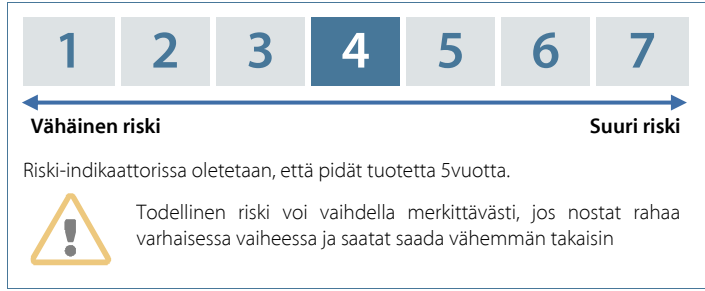 1 2 3 4 5 6 7
Vähäinen riski Suuri riski
Riski-indikaattorissa oletetaan, että pidät tuotetta 5vuotta.
Todellinen riski voi vaihdella merkittävästi, jos nostat rahaa
varhaisessa vaiheessa ja saatat saada vähemmän takaisin